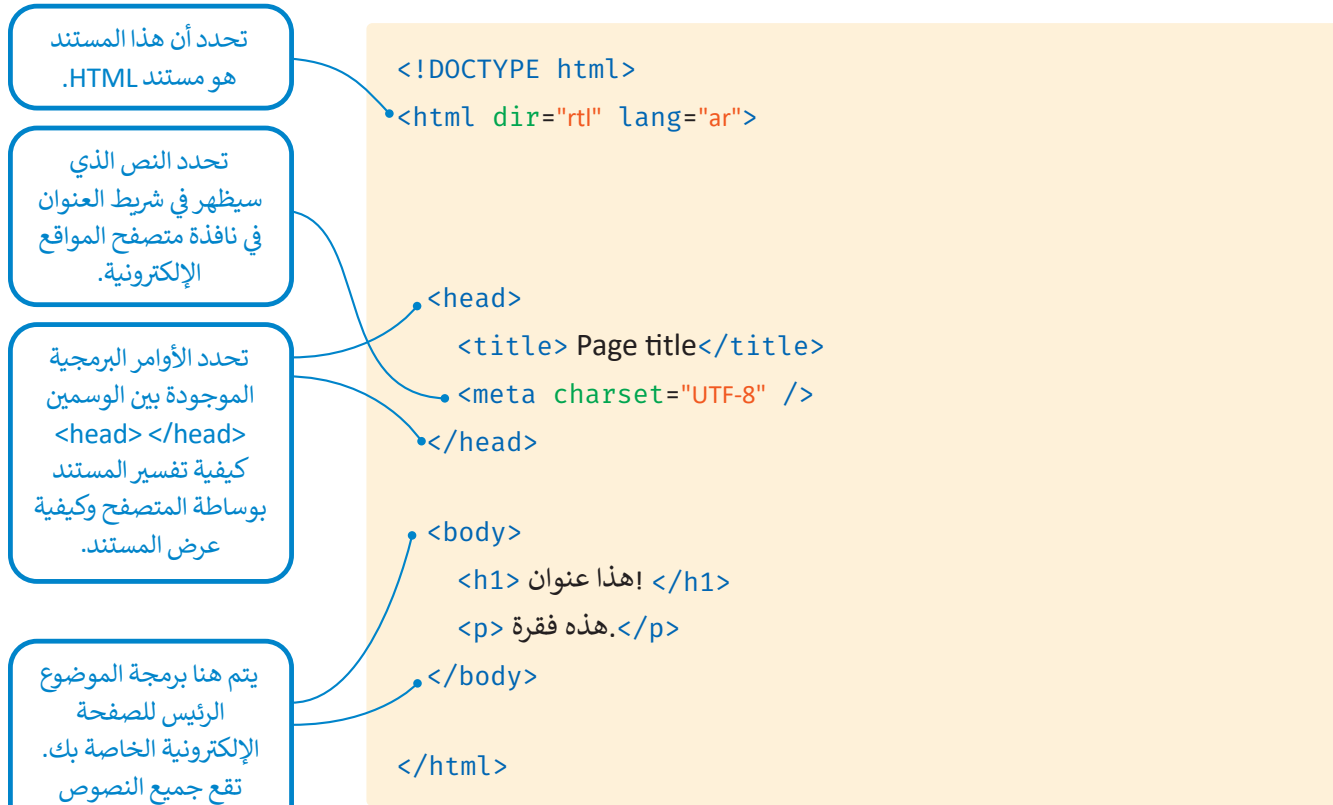 تحدد أن هذا المستند
هو مستند HTML.
تحدد النص الذي
سيظهر في شريط العنوان
في نافذة متصفح المواقع
الإلكترونية.
تحدد الأوامر البرمجية
الموجودة بين الوسمين
<head> </head>
كيفية تفسير المستند
بوساطة المتصفح وكيفية
عرض المستند.
يتم هنا برمجة الموضوع
الرئيس للصفحة
الإلكترونية الخاصة بك.
تقع جميع النصوص
<!DOCTYPE html>
<html dir="rtl" lang="ar">
<head>
<title> Page title</title>
<meta charset="UTF-8" />
</head>
<body>
<h1> هذا عنوان! </h1>
<p> هذه فقرة.</p>
</body>
</html>